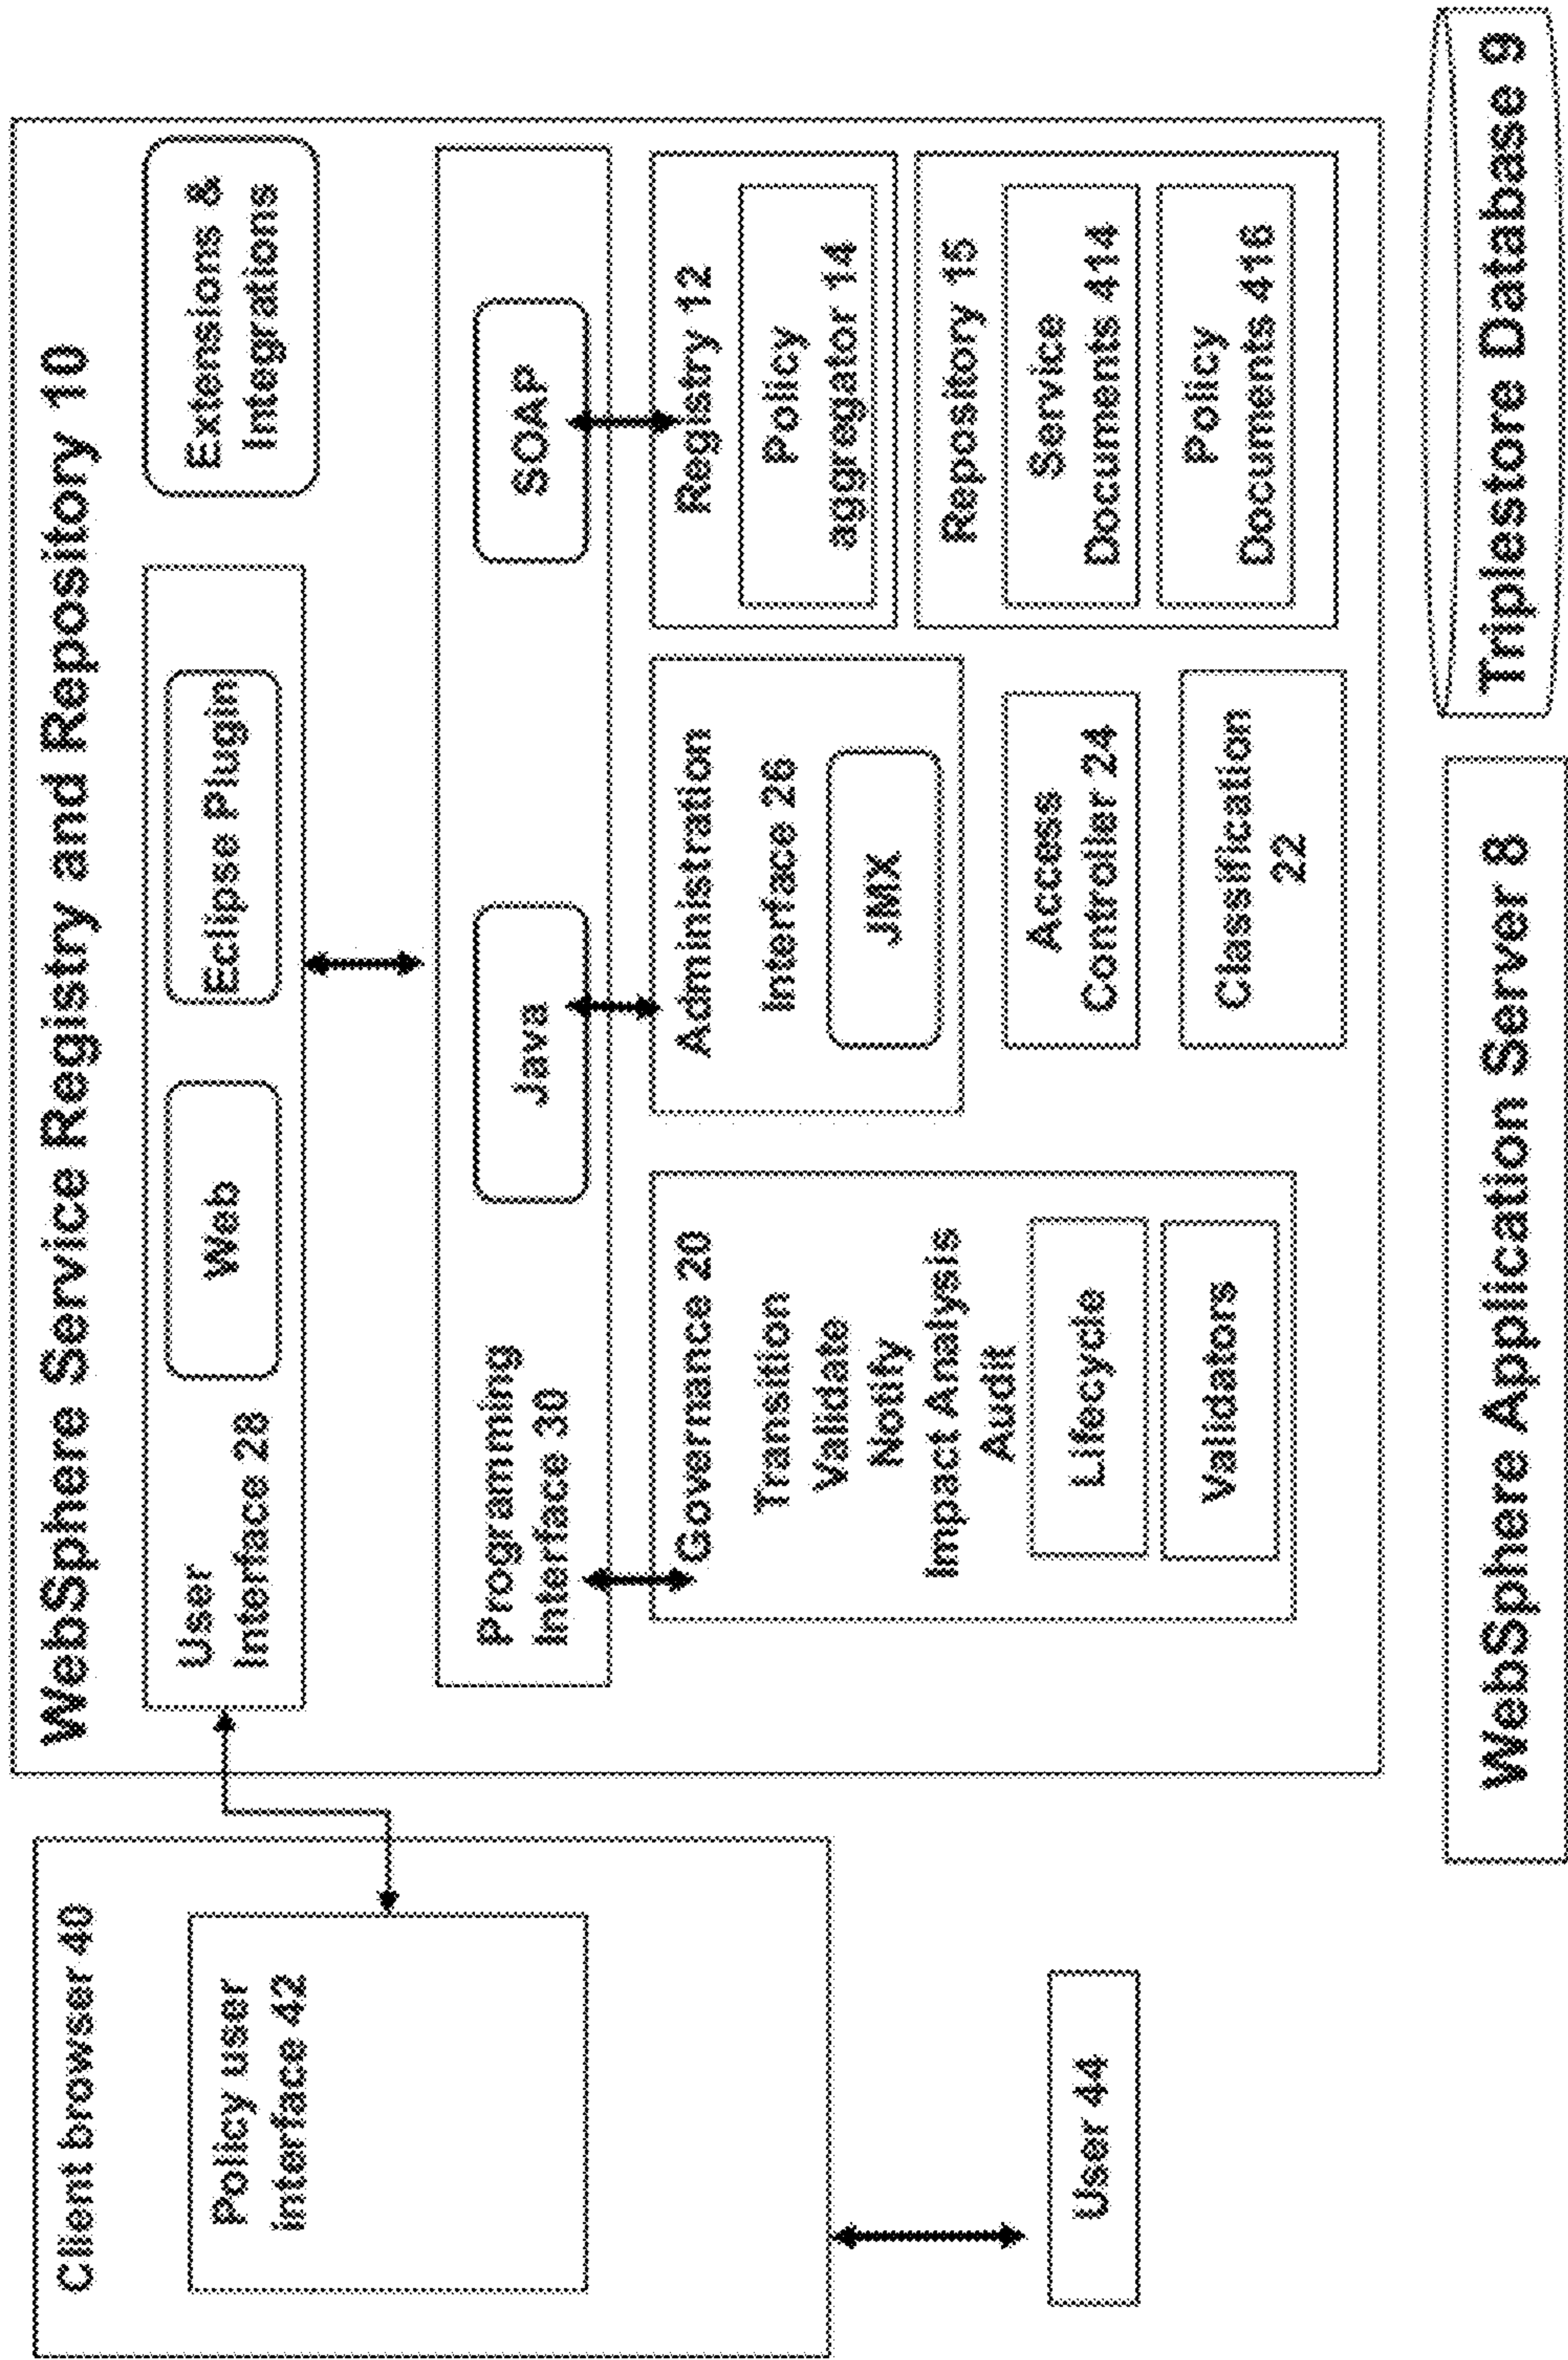 Client browser 40
Policy user
interface 42
User 44
WebSphere Service Registry and Repository 10
User
Interface 28
Web
Eclipse Plugin
Extensions &
Integrations
Programming
Interface 30
Java
SOAP
Governance 20
Transition
Validate
Notify
Impact Analysis
Audit
Lifecycle
Validators
Administration
Interface 26
JMX
Access
Controller 24
Classification
22
Registry 12
Policy
aggregator 14
Repository 15
Service
Documents 414
Policy
Documents 416
WebSphere Application Server 8
Triplestore Database 9